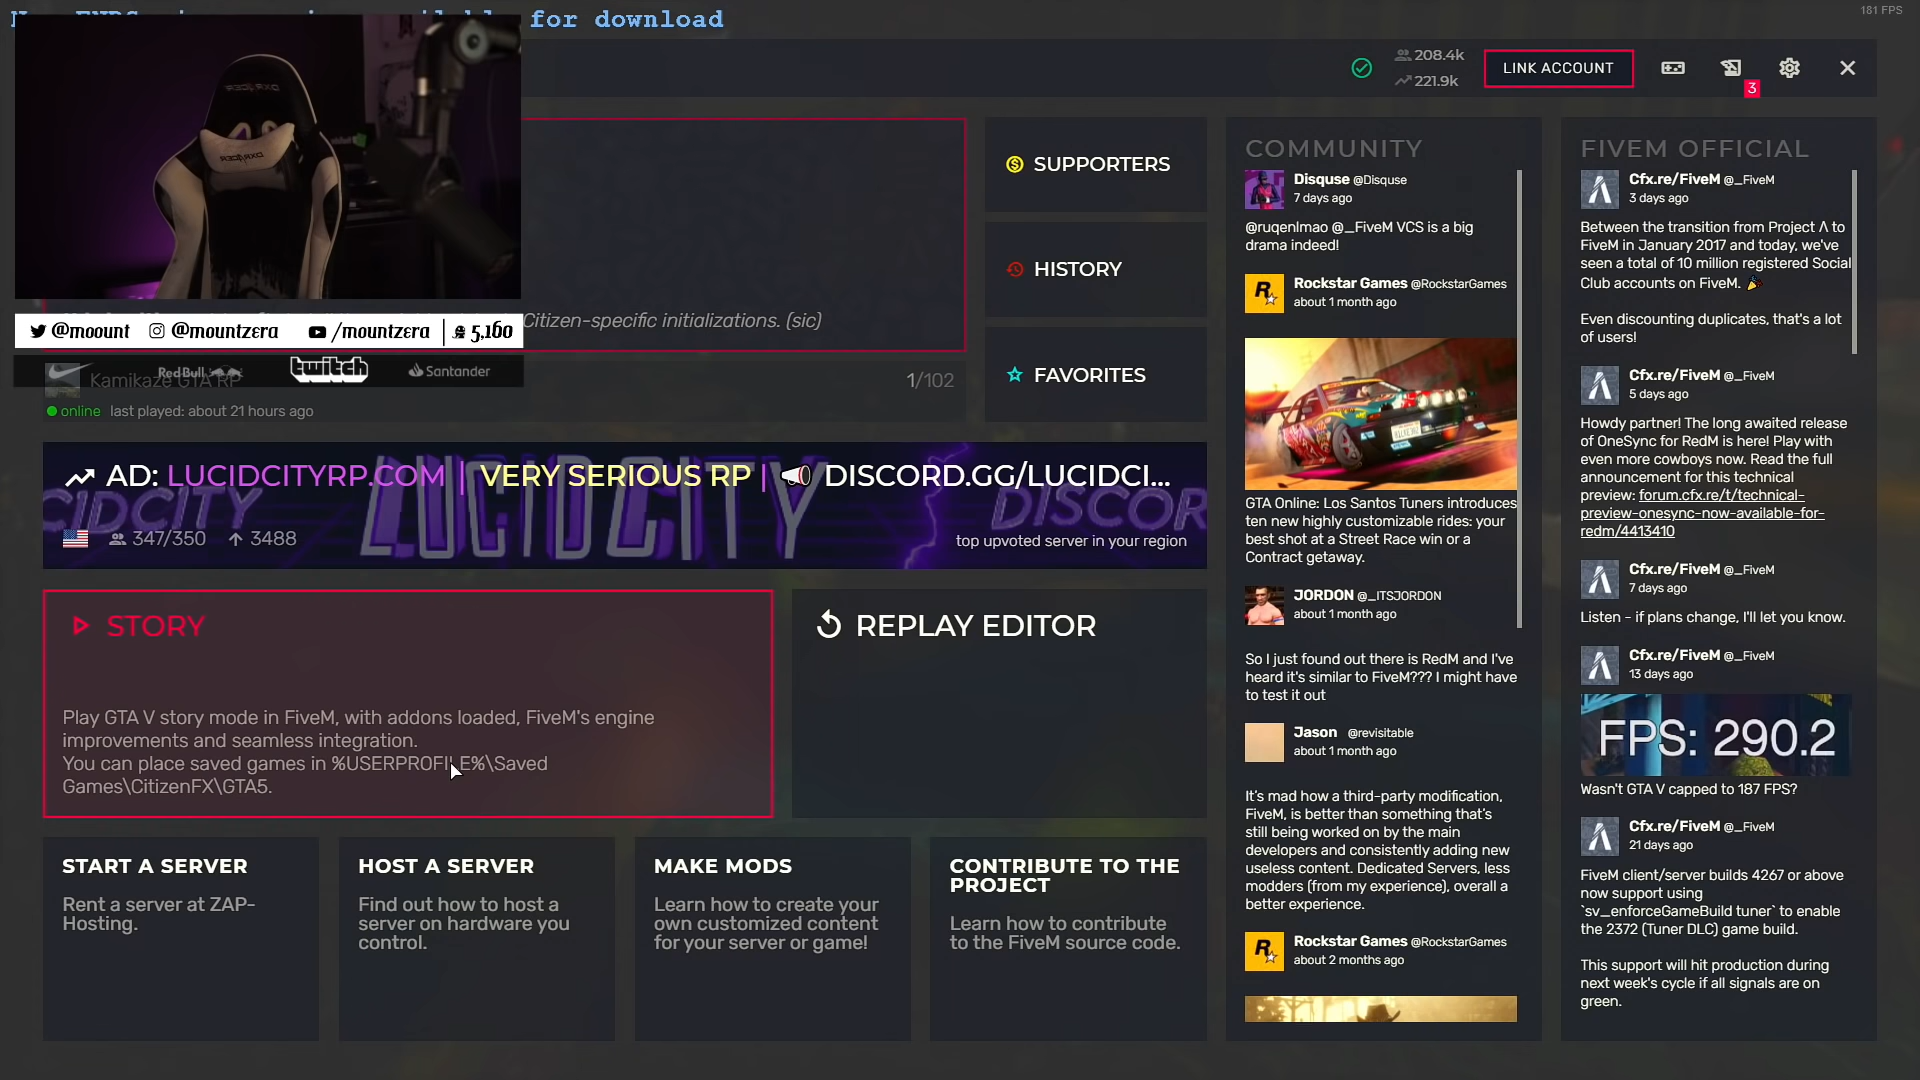 for download
181 FPS
208.4k
221.9k
LINK ACCOUNT
3
DXRACER
@moount @mountzera /mountzera 5,160
Citizen-specific initializations. (sic)
RedBull twitch Santander
Kamikaze GTA RP
1/102
online last played: about 21 hours ago
SUPPORTERS
HISTORY
FAVORITES
AD: LUCIDCITYRP.COM | VERY SERIOUS RP | DISCORD.GG/LUCIDCI...
LUCIDCITY
347/350 3488
top upvoted server in your region
STORY
Play GTA V story mode in FiveM, with addons loaded, FiveM's engine
improvements and seamless integration.
You can place saved games in %USERPROFILE%\Saved
Games\CitizenFX\GTA5.
REPLAY EDITOR
START A SERVER
Rent a server at ZAP-
Hosting.
HOST A SERVER
Find out how to host a
server on hardware you
control.
MAKE MODS
Learn how to create your
own customized content
for your server or game!
CONTRIBUTE TO THE
PROJECT
Learn how to contribute
to the FiveM source code.
COMMUNITY
Disquse @Disquse
7 days ago
@ruqenlmao @_FiveM VCS is a big
drama indeed!
Rockstar Games @RockstarGames
about 1 month ago
GTA Online: Los Santos Tuners introduces
ten new highly customizable rides: your
best shot at a Street Race win or a
Contract getaway.
JORDON @_ITSJORDON
about 1 month ago
So I just found out there is RedM and I've
heard it's similar to FiveM??? I might have
to test it out
Jason @revisitable
about 1 month ago
It's mad how a third-party modification,
FiveM, is better than something that's
still being worked on by the main
developers and consistently adding new
useless content. Dedicated Servers, less
modders (from my experience), overall a
better experience.
Rockstar Games @RockstarGames
about 2 months ago
FIVEM OFFICIAL
Cfx.re/FiveM @_FiveM
3 days ago
Between the transition from Project Λ to
FiveM in January 2017 and today, we've
seen a total of 10 million registered Social
Club accounts on FiveM. 🎉
Even discounting duplicates, that's a lot
of users!
Cfx.re/FiveM @_FiveM
5 days ago
Howdy partner! The long awaited release
of OneSync for RedM is here! Play with
even more cowboys now. Read the full
announcement for this technical
preview: forum.cfx.re/t/technical-
preview-onesync-now-available-for-
redm/4413410
Cfx.re/FiveM @_FiveM
7 days ago
Listen - if plans change, I'll let you know.
Cfx.re/FiveM @_FiveM
13 days ago
FPS: 290.2
Wasn't GTA V capped to 187 FPS?
Cfx.re/FiveM @_FiveM
21 days ago
FiveM client/server builds 4267 or above
now support using
`sv_enforceGameBuild tuner` to enable
the 2372 (Tuner DLC) game build.
This support will hit production during
next week's cycle if all signals are on
green.